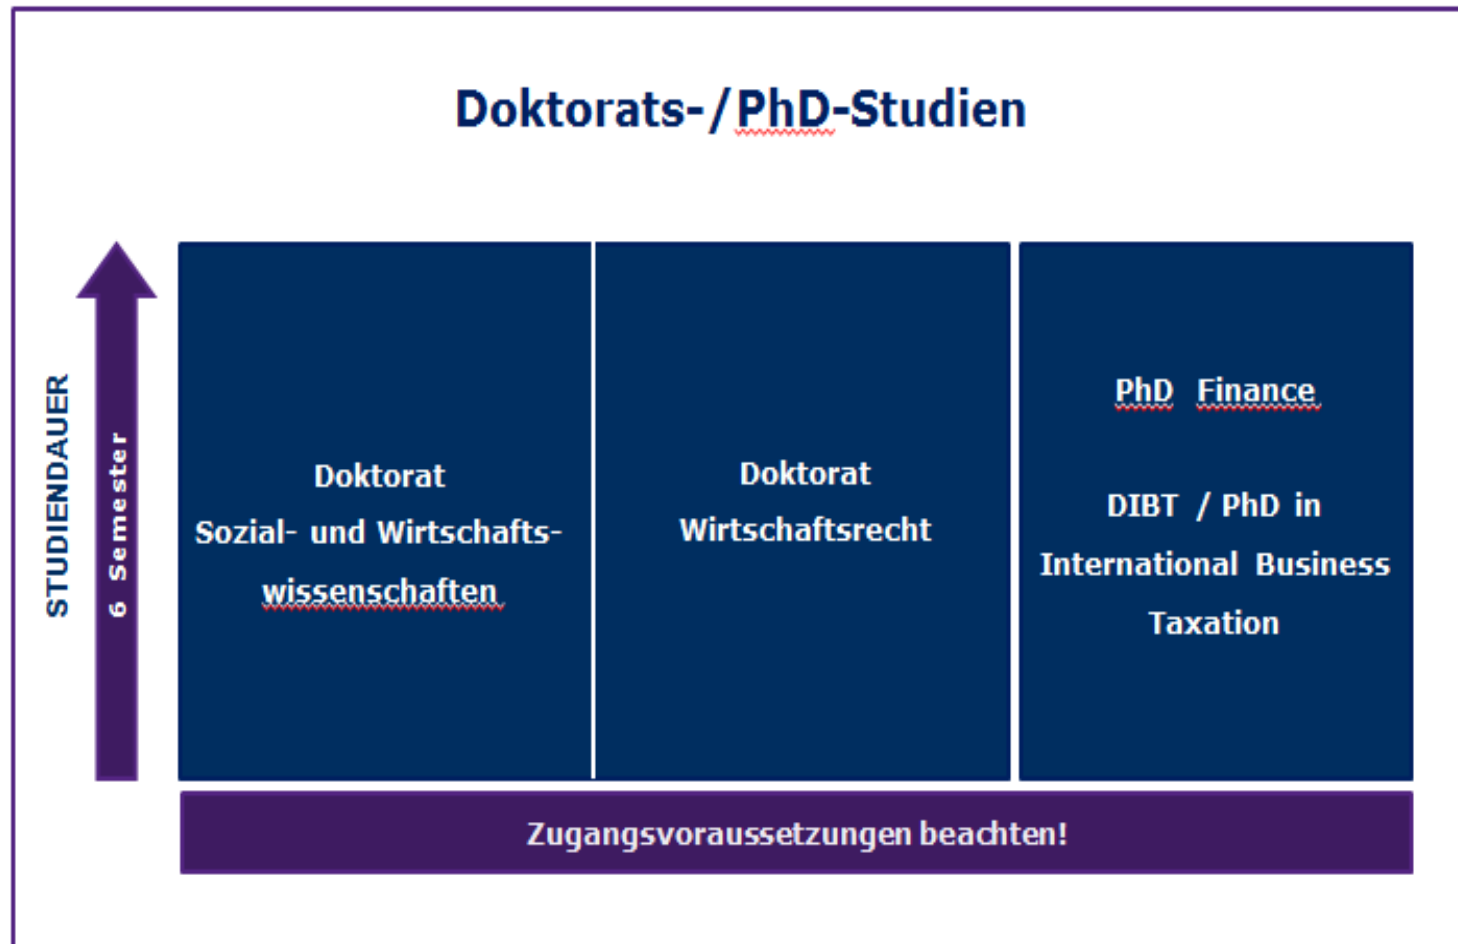 Doktorats-/PhD-Studien
STUDIENDAUER
6 Semester
Doktorat
Sozial- und Wirtschafts-
wissenschaften
Doktorat
Wirtschaftsrecht
PhD Finance
DIBT / PhD in
International Business
Taxation
Zugangsvoraussetzungen beachten!